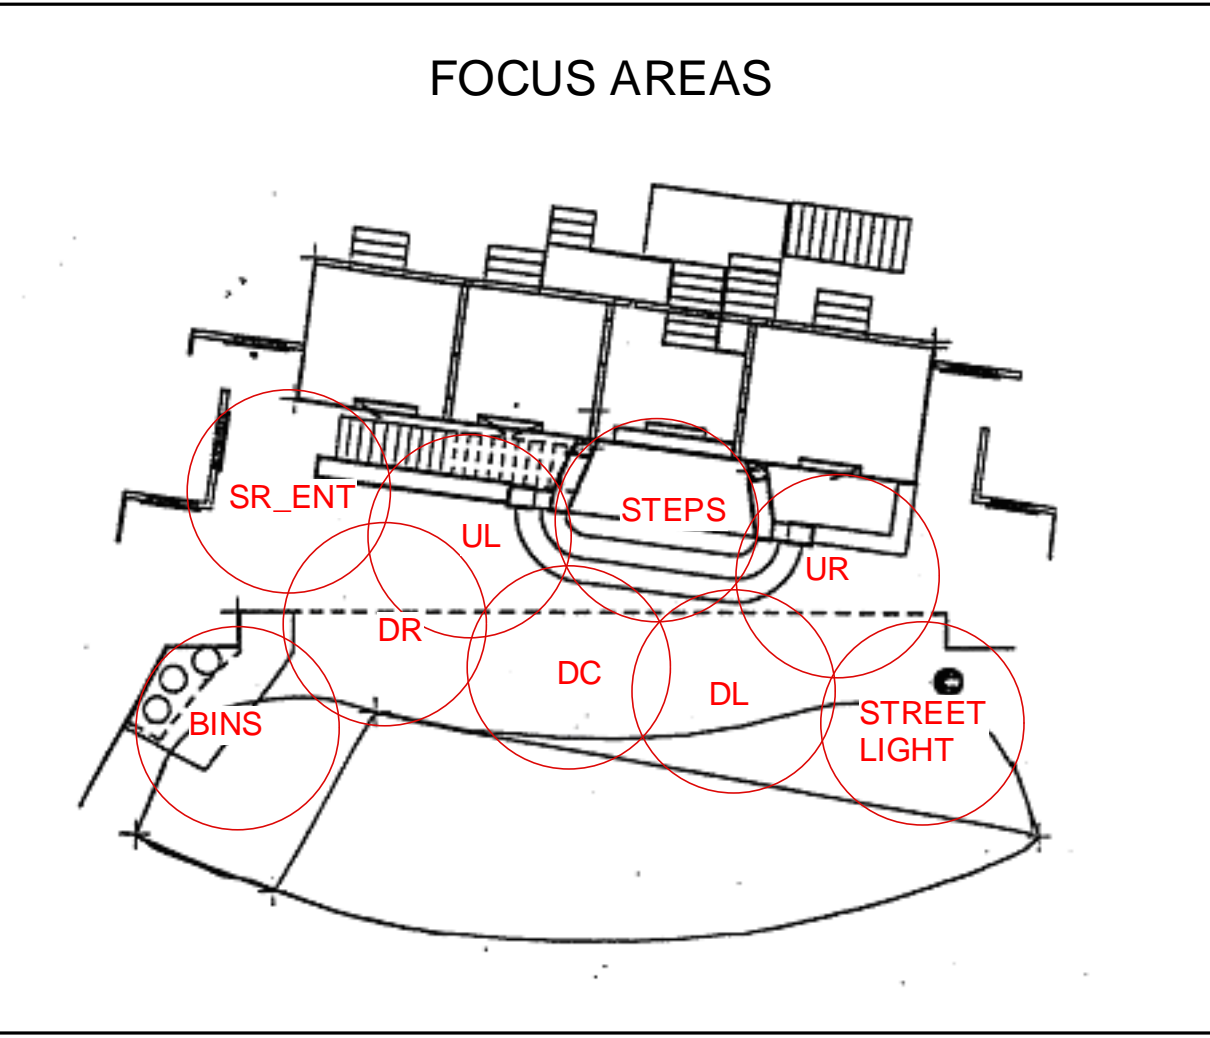 FOCUS AREAS
SR_ENT
STEPS
UL
UR
DR
DC
DL
BINS
STREET
LIGHT